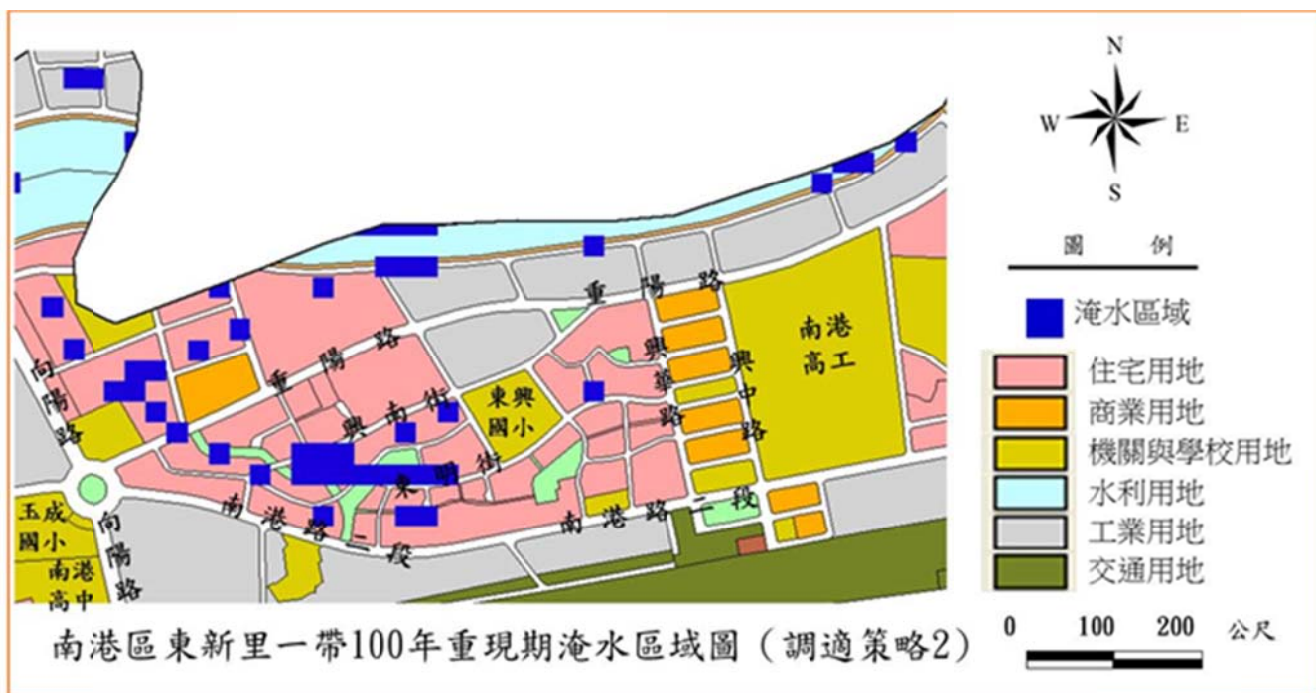 N
W
E
S
圖 例
淹水區域
住宅用地
商業用地
機關與學校用地
水利用地
工業用地
交通用地
0 100 200 公尺
重陽路
南港
高工
向陽路
重陽路
興華路
興中路
興南街
東興
國小
東明街
南港路二段
南港路二段
玉成
國小
向陽路
南港
高中
南港區東新里一帶100年重現期淹水區域圖（調適策略2）